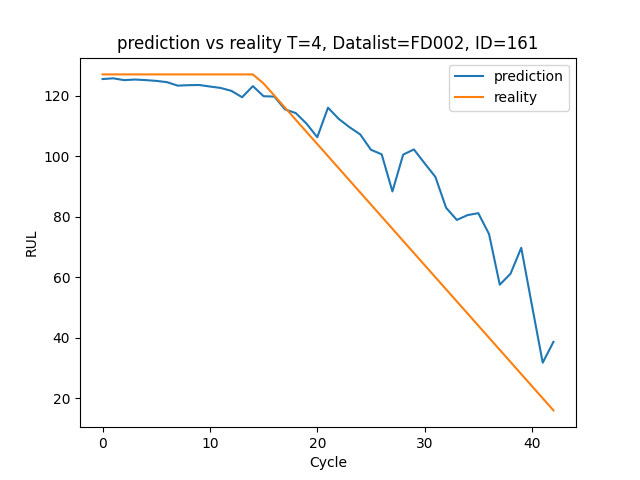 prediction vs reality T=4, Datalist=FD002, ID=161
prediction
reality
120
100
80
60
40
20
RUL
0 10 20 30 40
Cycle